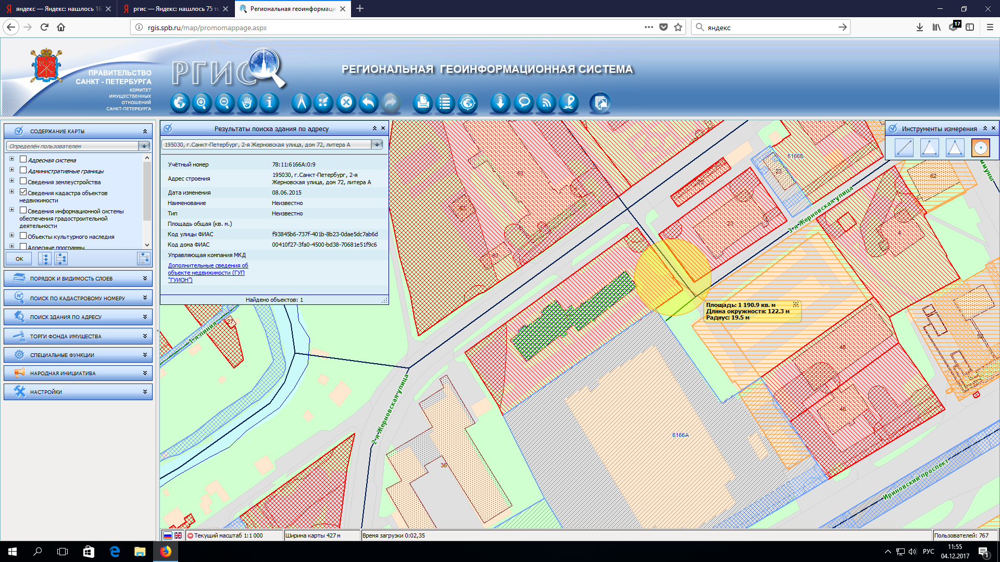 яндекс — Яндекс: нашлось 16
ргис — Яндекс: нашлось 75 ть
Региональная геоинформаци
rgis.spb.ru/map/promomappage.aspx
яндекс
17
ПРАВИТЕЛЬСТВО
САНКТ - ПЕТЕРБУРГА
КОМИТЕТ
ИМУЩЕСТВЕННЫХ
ОТНОШЕНИЙ
САНКТ-ПЕТЕРБУРГА
РГИС
РЕГИОНАЛЬНАЯ ГЕОИНФОРМАЦИОННАЯ СИСТЕМА
СОДЕРЖАНИЕ КАРТЫ
Определён пользователем
Адресная система
Административные границы
Сведения землеустройства
Сведения кадастра объектов
недвижимости
Сведения информационной системы
обеспечения градостроительной
деятельности
Объекты культурного наследия
Адресные программы
ОК
ПОРЯДОК И ВИДИМОСТЬ СЛОЕВ
ПОИСК ПО КАДАСТРОВОМУ НОМЕРУ
ПОИСК ЗДАНИЯ ПО АДРЕСУ
ТОРГИ ФОНДА ИМУЩЕСТВА
СПЕЦИАЛЬНЫЕ ФУНКЦИИ
НАРОДНАЯ ИНИЦИАТИВА
НАСТРОЙКИ
Результаты поиска здания по адресу
195030, г.Санкт-Петербург, 2-я Жерновская улица, дом 72, литера А
Учётный номер 78:11:6166А:0:9
Адрес строения 195030, г.Санкт-Петербург, 2-я
Жерновская улица, дом 72, литера А
Дата изменения 08.06.2015
Наименование Неизвестно
Тип Неизвестно
Площадь общая (кв. м.)
Код улицы ФИАС f93845b6-737f-401b-8b23-0dae5dc7ab6d
Код дома ФИАС 00410f27-3fa0-4500-bd38-70681e51f9c6
Управляющая компания МКД
Дополнительные сведения об
объекте недвижимости (ГУП
"ГУИОН")
Найдено объектов: 1
Инструменты измерения
6166Б
23
62
ммуны
63
29
63
23
4
63
3-я Жерновская улица
Площадь: 1 190.9 кв. м
Длина окружности: 122.3 м
Радиус: 19.5 м
27
1-я линия
52
46
46
2-я Жерновская улица
6166А
36
Ириновский проспект
Текущий масштаб 1:1 000
Ширина карты 427 м
Время загрузки 0:02,35
Пользователей: 767
РУС
11:55
04.12.2017
1